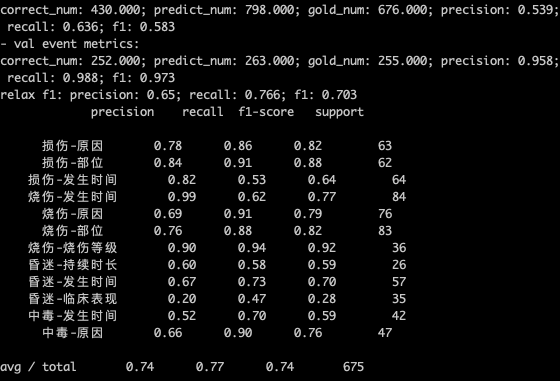 correct_num: 430.000; predict_num: 798.000; gold_num: 676.000; precision: 0.539;
 recall: 0.636; f1: 0.583
- val event metrics:
correct_num: 252.000; predict_num: 263.000; gold_num: 255.000; precision: 0.958;
 recall: 0.988; f1: 0.973
relax f1: precision: 0.65; recall: 0.766; f1: 0.703
precision recall f1-score support
损伤-原因 0.78 0.86 0.82 63
损伤-部位 0.84 0.91 0.88 62
损伤-发生时间 0.82 0.53 0.64 64
烧伤-发生时间 0.99 0.62 0.77 84
烧伤-原因 0.69 0.91 0.79 76
烧伤-部位 0.76 0.88 0.82 83
烧伤-烧伤等级 0.90 0.94 0.92 36
昏迷-持续时长 0.60 0.58 0.59 26
昏迷-发生时间 0.67 0.73 0.70 57
昏迷-临床表现 0.20 0.47 0.28 35
中毒-发生时间 0.52 0.70 0.59 42
中毒-原因 0.66 0.90 0.76 47
avg / total 0.74 0.77 0.74 675